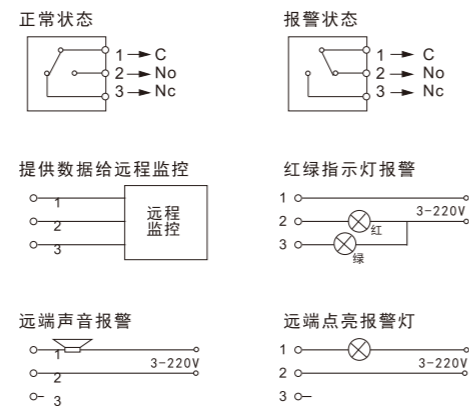 正常状态
1 C
2 No
3 Nc
报警状态
1 C
2 No
3 Nc
提供数据给远程监控
1
2
3
远程
监控
红绿指示灯报警
1
2
3
3-220V
红
绿
远端声音报警
1
2
3
3-220V
远端点亮报警灯
1
2
3
3-220V